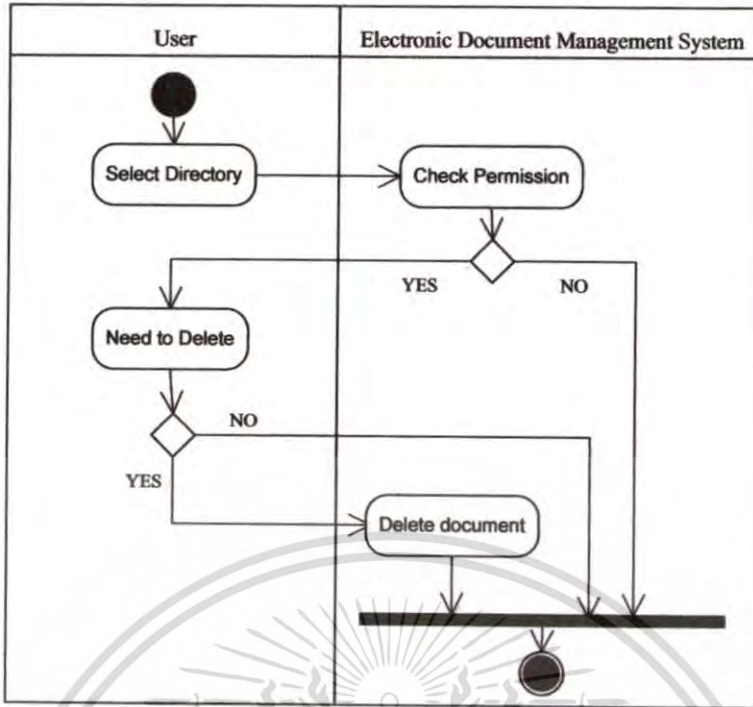 User
Electronic Document Management System
Select Directory
Check Permission
YES
NO
Need to Delete
NO
YES
Delete document